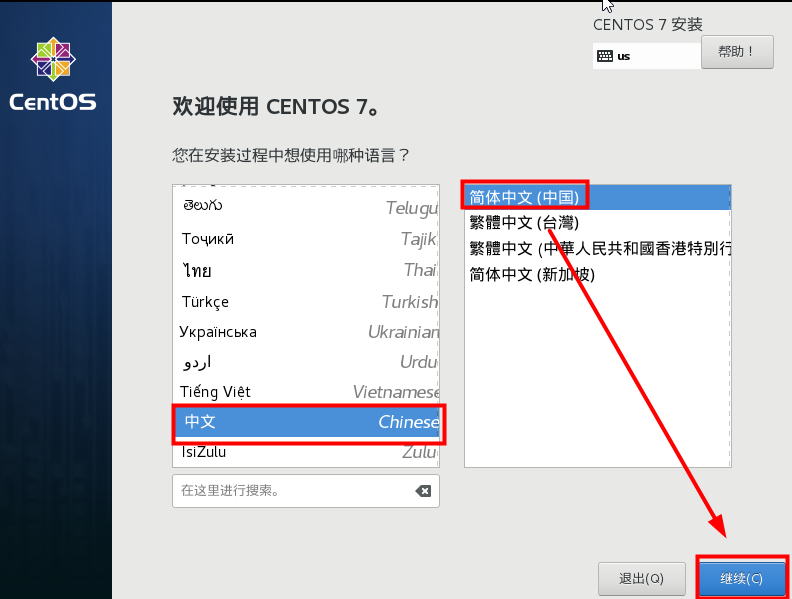 CENTOS 7 安装
us
帮助！
CentOS
欢迎使用 CENTOS 7。
您在安装过程中想使用哪种语言？
తెలుగు Telugu
Тоҷикӣ Tajik
ไทย Thai
Türkçe Turkish
Українська Ukrainian
اردو Urdu
Tiếng Việt Vietnamese
中文 Chinese
IsiZulu Zulu
在这里进行搜索。
简体中文 (中国)
繁體中文 (台灣)
繁體中文 (中華人民共和國香港特別行
简体中文 (新加坡)
退出(Q)
继续(C)